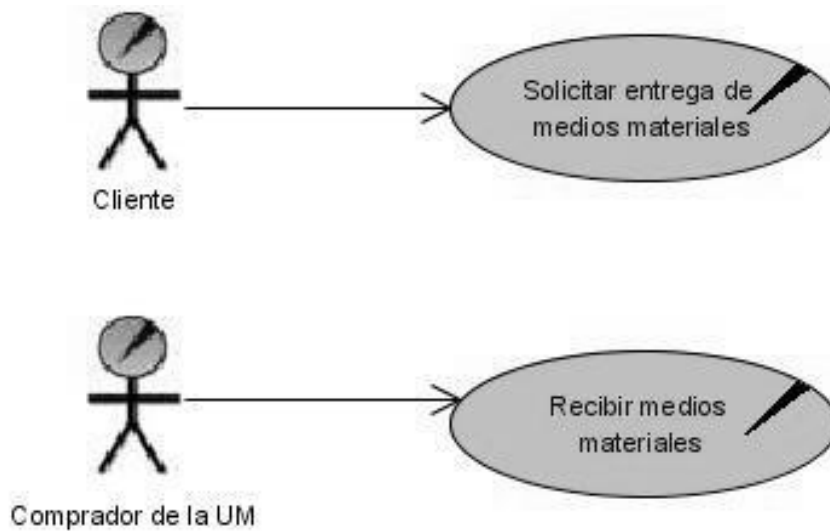 Solicitar entrega de
medios materiales
Cliente
Recibir medios
materiales
Comprador de la UM